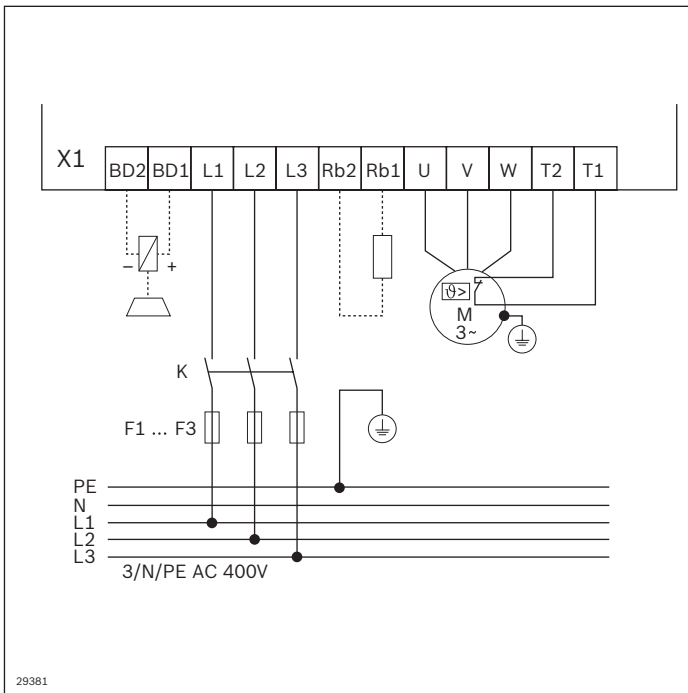 X1 BD2 BD1 L1 L2 L3 Rb2 Rb1 U V W T2 T1
− +
ϑ>
M
3~
K
F1 ... F3
PE
N
L1
L2
L3
3/N/PE AC 400V
29381